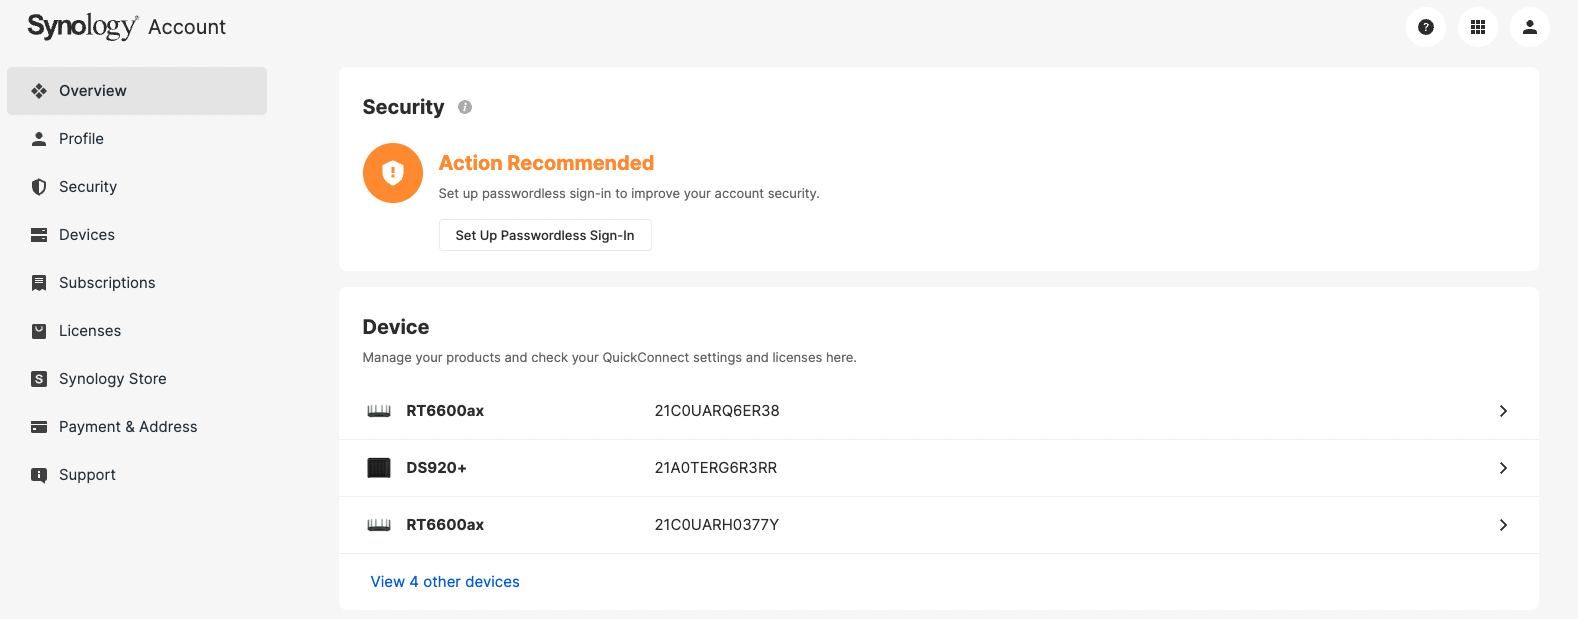 Synology Account
Overview
Profile
Security
Devices
Subscriptions
Licenses
Synology Store
Payment & Address
Support
Security
Action Recommended
Set up passwordless sign-in to improve your account security.
Set Up Passwordless Sign-In
Device
Manage your products and check your QuickConnect settings and licenses here.
RT6600ax 21C0UARQ6ER38
DS920+ 21A0TERG6R3RR
RT6600ax 21C0UARH0377Y
View 4 other devices